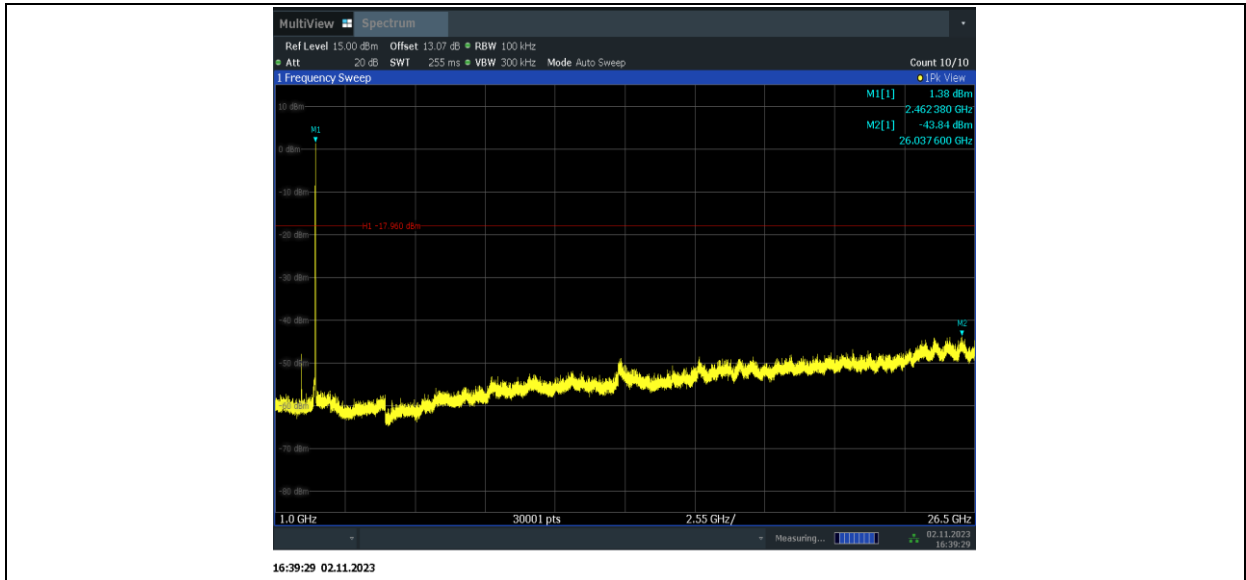 MultiView Spectrum
Ref Level 15.00 dBm Offset 13.07 dB RBW 100 kHz
Att 20 dB SWT 255 ms VBW 300 kHz Mode Auto Sweep Count 10/10
1 Frequency Sweep 1Pk View
M1[1] 1.38 dBm
2.462 380 GHz
M2[1] -43.84 dBm
26.037 600 GHz
10 dBm
M1
0 dBm
-10 dBm
H1 -17.960 dBm
-20 dBm
-30 dBm
-40 dBm
M2
-50 dBm
-60 dBm
-70 dBm
-80 dBm
1.0 GHz 30001 pts 2.55 GHz/ 26.5 GHz
Measuring... 02.11.2023
16:39:29
16:39:29 02.11.2023